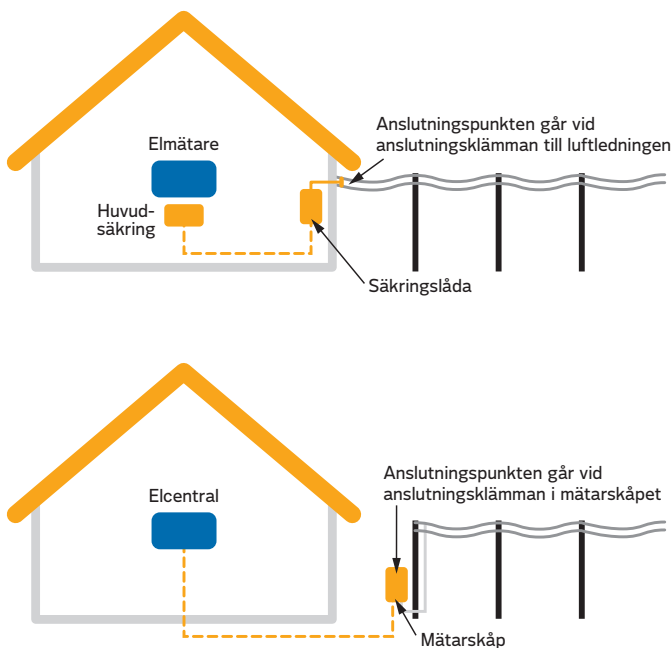 Anslutningspunkten går vid
anslutningsklämman till luftledningen
Elmätare
Huvud-
säkring
Säkringslåda
Anslutningspunkten går vid
anslutningsklämman i mätarskåpet
Elcentral
Mätarskåp